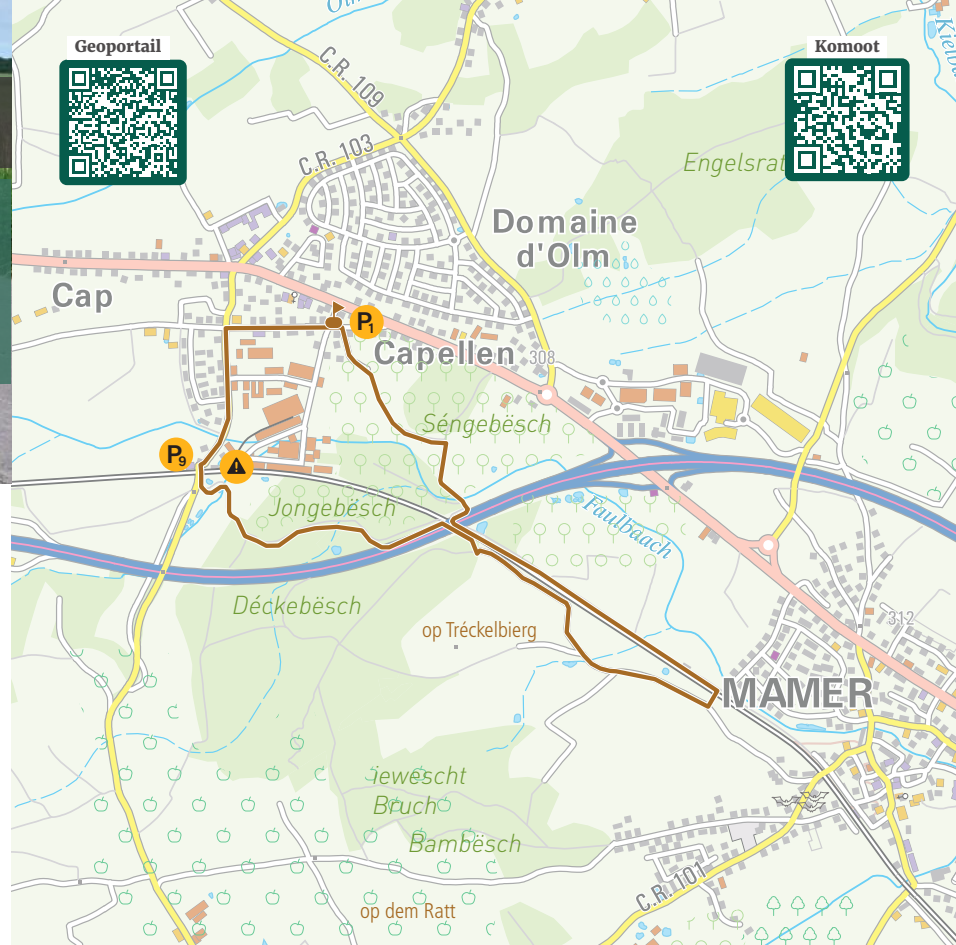 Geoportail
Komoot
C.R. 109
C.R. 103
Engelsrat
Domaine
d'Olm
Cap
P1
Capellen
308
Séngebësch
P9
Jongebësch
Faulbaach
Déckebësch
op Tréckelbierg
312
MAMER
iewescht
Bruch
Bambësch
C.R. 101
op dem Ratt